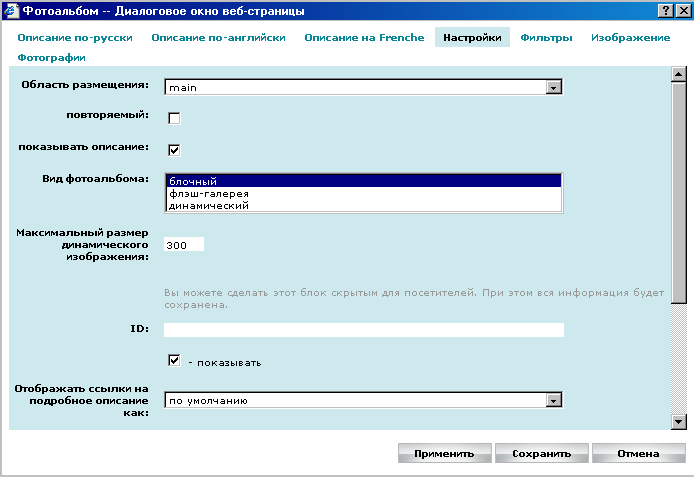 Фотоальбом -- Диалоговое окно веб-страницы
Описание по-русски Описание по-английски Описание на Frenche Настройки Фильтры Изображение
Фотографии
Область размещения: main
повторяемый:
показывать описание:
Вид фотоальбома: блочный
флэш-галерея
динамический
Максимальный размер
динамического
изображения:
300
Вы можете сделать этот блок скрытым для посетителей. При этом вся информация будет
сохранена.
ID:
- показывать
Отображать ссылки на
подробное описание
как:
по умолчанию
Применить Сохранить Отмена